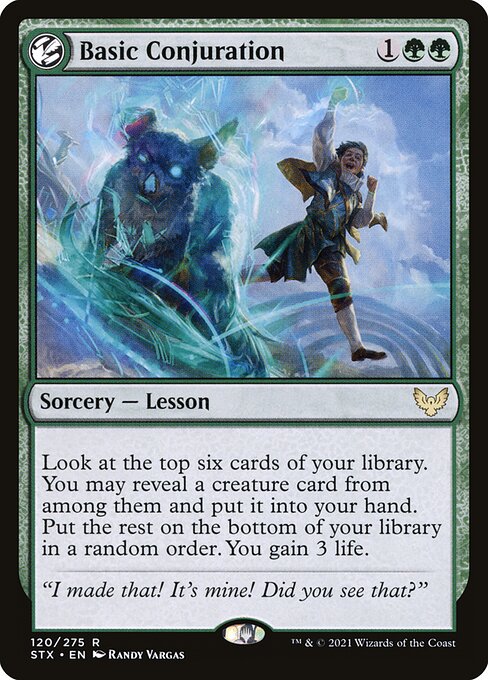 Basic Conjuration 1
Sorcery — Lesson
Look at the top six cards of your library.
You may reveal a creature card from
among them and put it into your hand.
Put the rest on the bottom of your library
in a random order. You gain 3 life.
"I made that! It's mine! Did you see that?"
120/275 R
STX • EN Randy Vargas
™ & © 2021 Wizards of the Coast